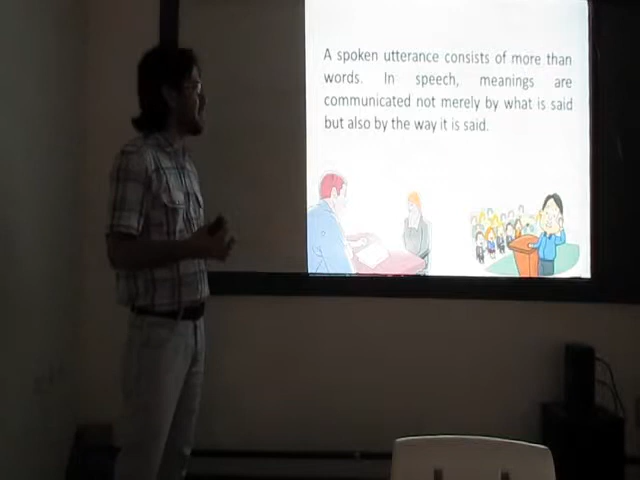 A spoken utterance consists of more than
words. In speech, meanings are
communicated not merely by what is said
but also by the way it is said.